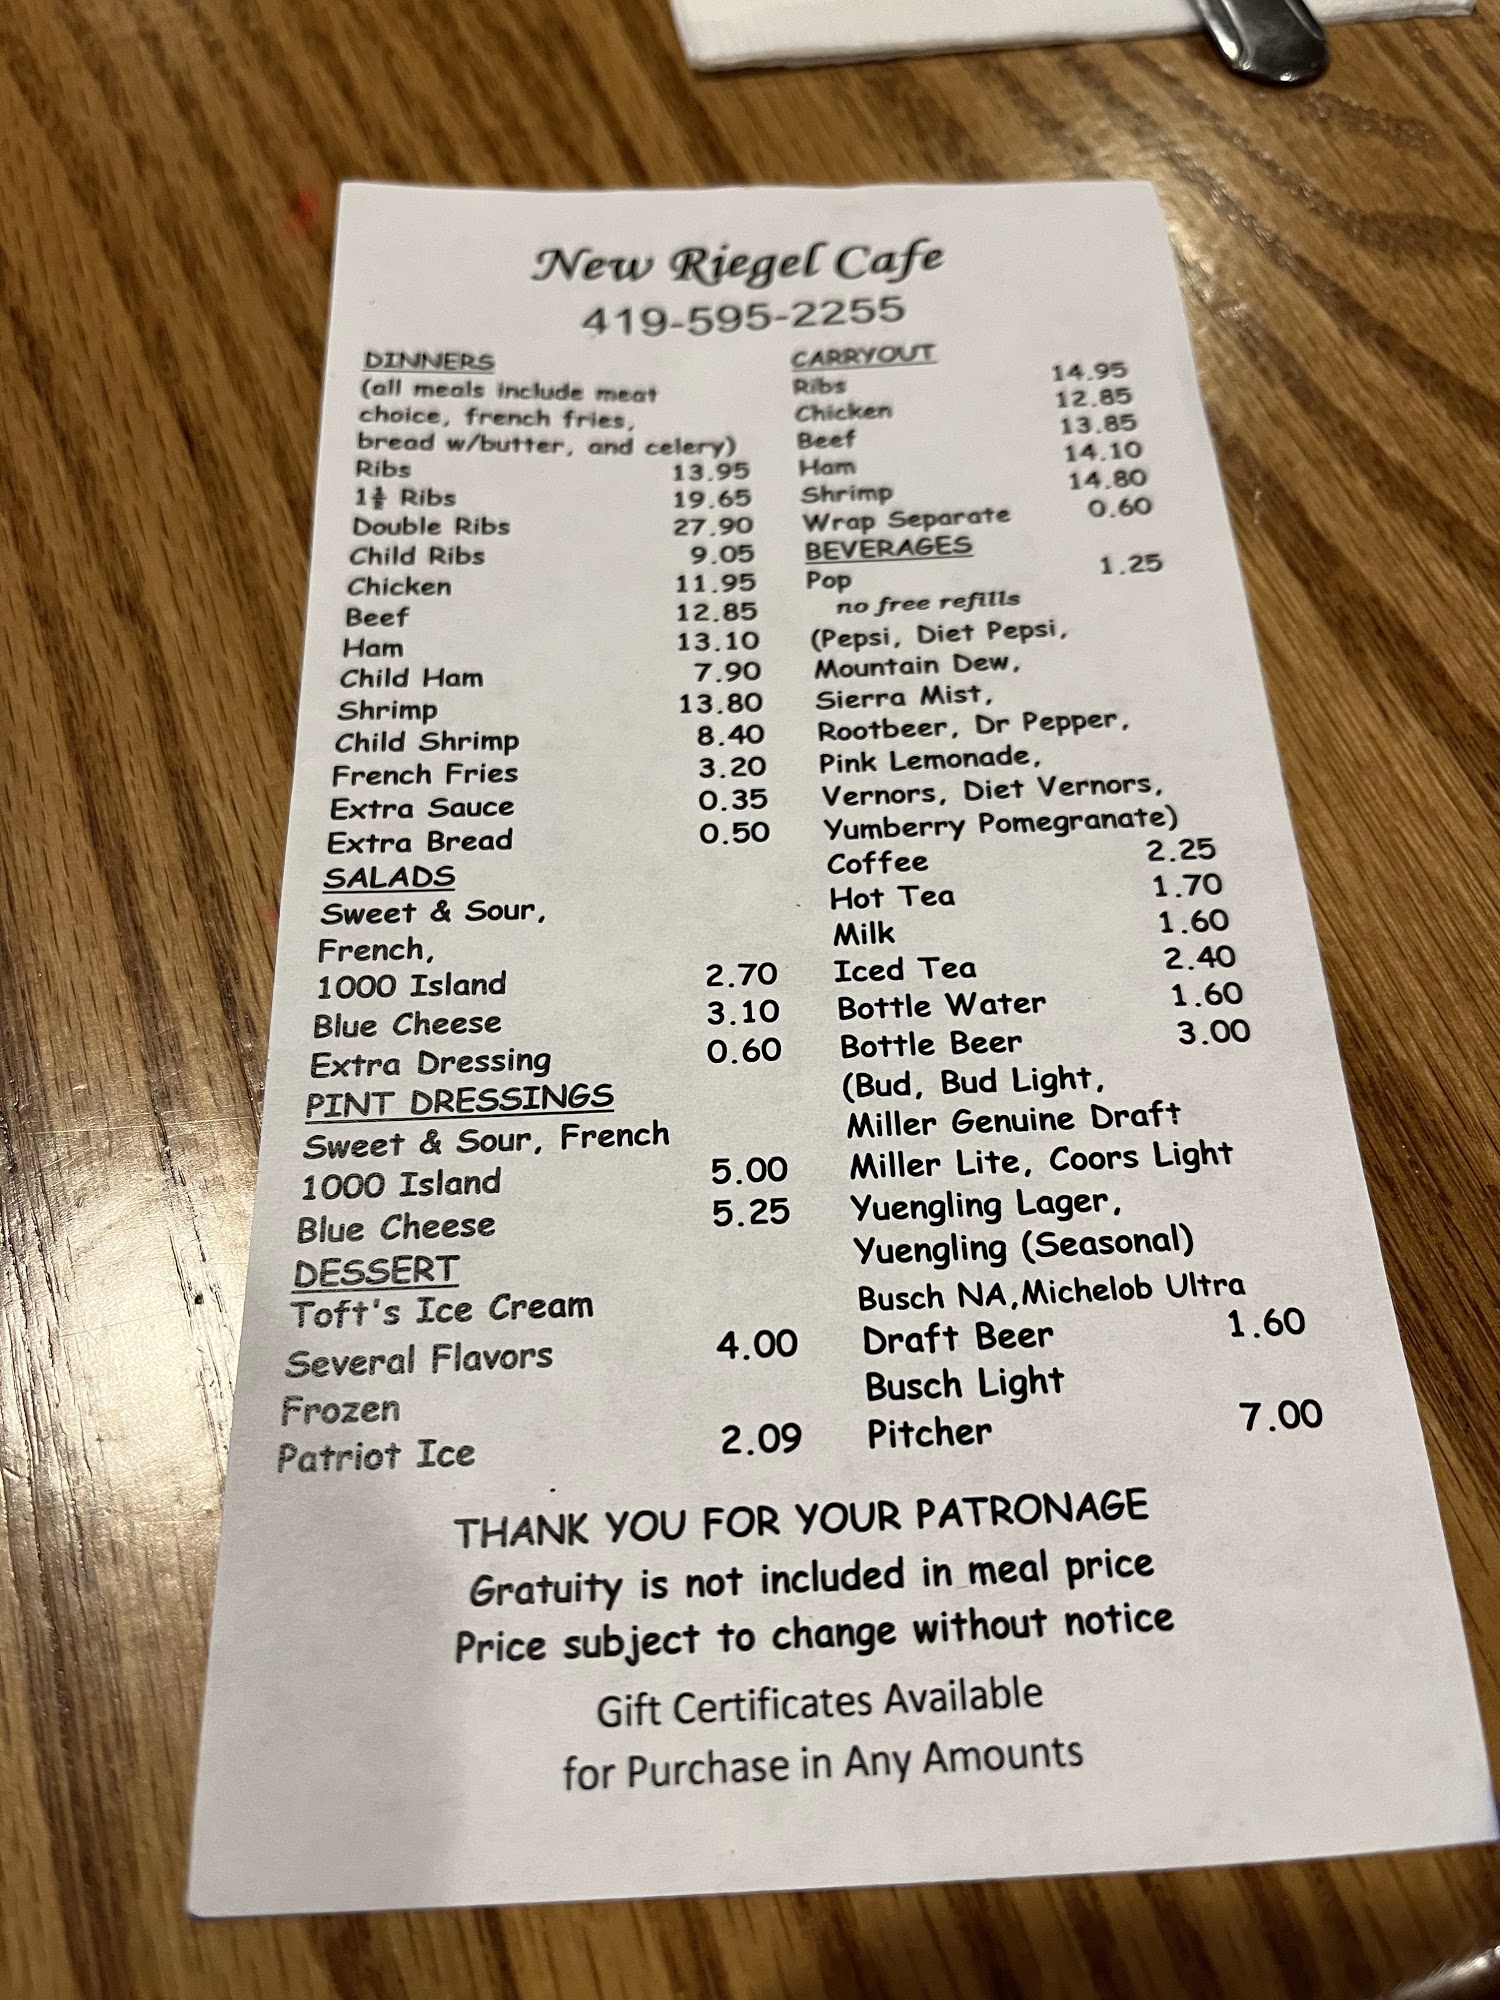 New Riegel Cafe
419-595-2255
DINNERS
(all meals include meat
choice, french fries,
bread w/butter, and celery)
Ribs 13.95
1½ Ribs 19.65
Double Ribs 27.90
Child Ribs 9.05
Chicken 11.95
Beef 12.85
Ham 13.10
Child Ham 7.90
Shrimp 13.80
Child Shrimp 8.40
French Fries 3.20
Extra Sauce 0.35
Extra Bread 0.50
SALADS
Sweet & Sour,
French,
1000 Island 2.70
Blue Cheese 3.10
Extra Dressing 0.60
PINT DRESSINGS
Sweet & Sour, French
1000 Island 5.00
Blue Cheese 5.25
DESSERT
Toft's Ice Cream
Several Flavors 4.00
Frozen
Patriot Ice 2.09
CARRYOUT
Ribs 14.95
Chicken 12.85
Beef 13.85
Ham 14.10
Shrimp 14.80
Wrap Separate 0.60
BEVERAGES
Pop 1.25
no free refills
(Pepsi, Diet Pepsi,
Mountain Dew,
Sierra Mist,
Rootbeer, Dr Pepper,
Pink Lemonade,
Vernors, Diet Vernors,
Yumberry Pomegranate)
Coffee 2.25
Hot Tea 1.70
Milk 1.60
Iced Tea 2.40
Bottle Water 1.60
Bottle Beer 3.00
(Bud, Bud Light,
Miller Genuine Draft
Miller Lite, Coors Light
Yuengling Lager,
Yuengling (Seasonal)
Busch NA,Michelob Ultra
Draft Beer 1.60
Busch Light
Pitcher 7.00
THANK YOU FOR YOUR PATRONAGE
Gratuity is not included in meal price
Price subject to change without notice
Gift Certificates Available
for Purchase in Any Amounts